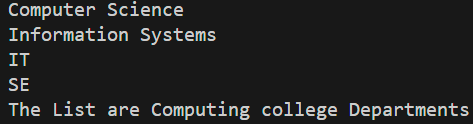 Computer Science
Information Systems
IT
SE
The List are Computing college Departments